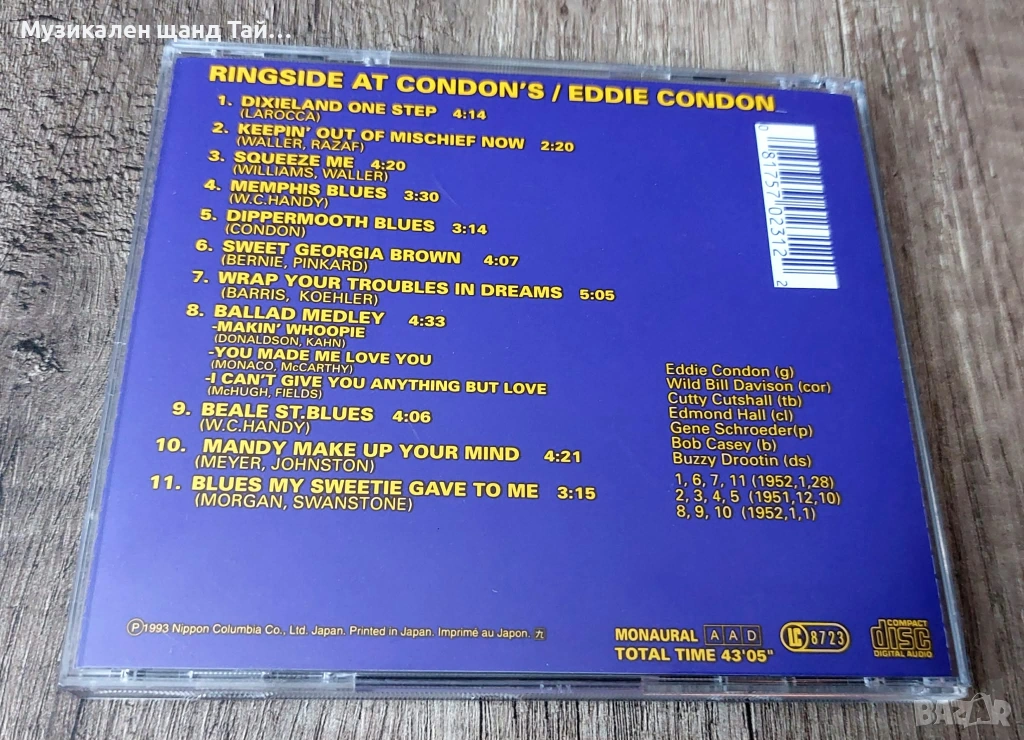 Музикален щанд Тай...
RINGSIDE AT CONDON'S / EDDIE CONDON
1. DIXIELAND ONE STEP 4:14
(LAROCCA)
2. KEEPIN' OUT OF MISCHIEF NOW 2:20
(WALLER, RAZAF)
3. SQUEEZE ME 4:20
(WILLIAMS, WALLER)
4. MEMPHIS BLUES 3:30
(W.C.HANDY)
5. DIPPERMOOTH BLUES 3:14
(CONDON)
6. SWEET GEORGIA BROWN 4:07
(BERNIE, PINKARD)
7. WRAP YOUR TROUBLES IN DREAMS 5:05
(BARRIS, KOEHLER)
8. BALLAD MEDLEY 4:33
-MAKIN' WHOOPIE
(DONALDSON, KAHN)
-YOU MADE ME LOVE YOU
(MONACO, McCARTHY)
-I CAN'T GIVE YOU ANYTHING BUT LOVE
(McHUGH, FIELDS)
9. BEALE ST.BLUES 4:06
(W.C.HANDY)
10. MANDY MAKE UP YOUR MIND 4:21
(MEYER, JOHNSTON)
11. BLUES MY SWEETIE GAVE TO ME 3:15
(MORGAN, SWANSTONE)
0 81757 02312 2
Eddie Condon (g)
Wild Bill Davison (cor)
Cutty Cutshall (tb)
Edmond Hall (cl)
Gene Schroeder(p)
Bob Casey (b)
Buzzy Drootin (ds)
1, 6, 7, 11 (1952,1,28)
2, 3, 4, 5 (1951,12,10)
8, 9, 10 (1952,1,1)
Ⓟ1993 Nippon Columbia Co., Ltd. Japan. Printed in Japan. Imprimé au Japon. 九
MONAURAL AAD
TOTAL TIME 43'05"
LC 8723
COMPACT
disc
DIGITAL AUDIO
BAZAR